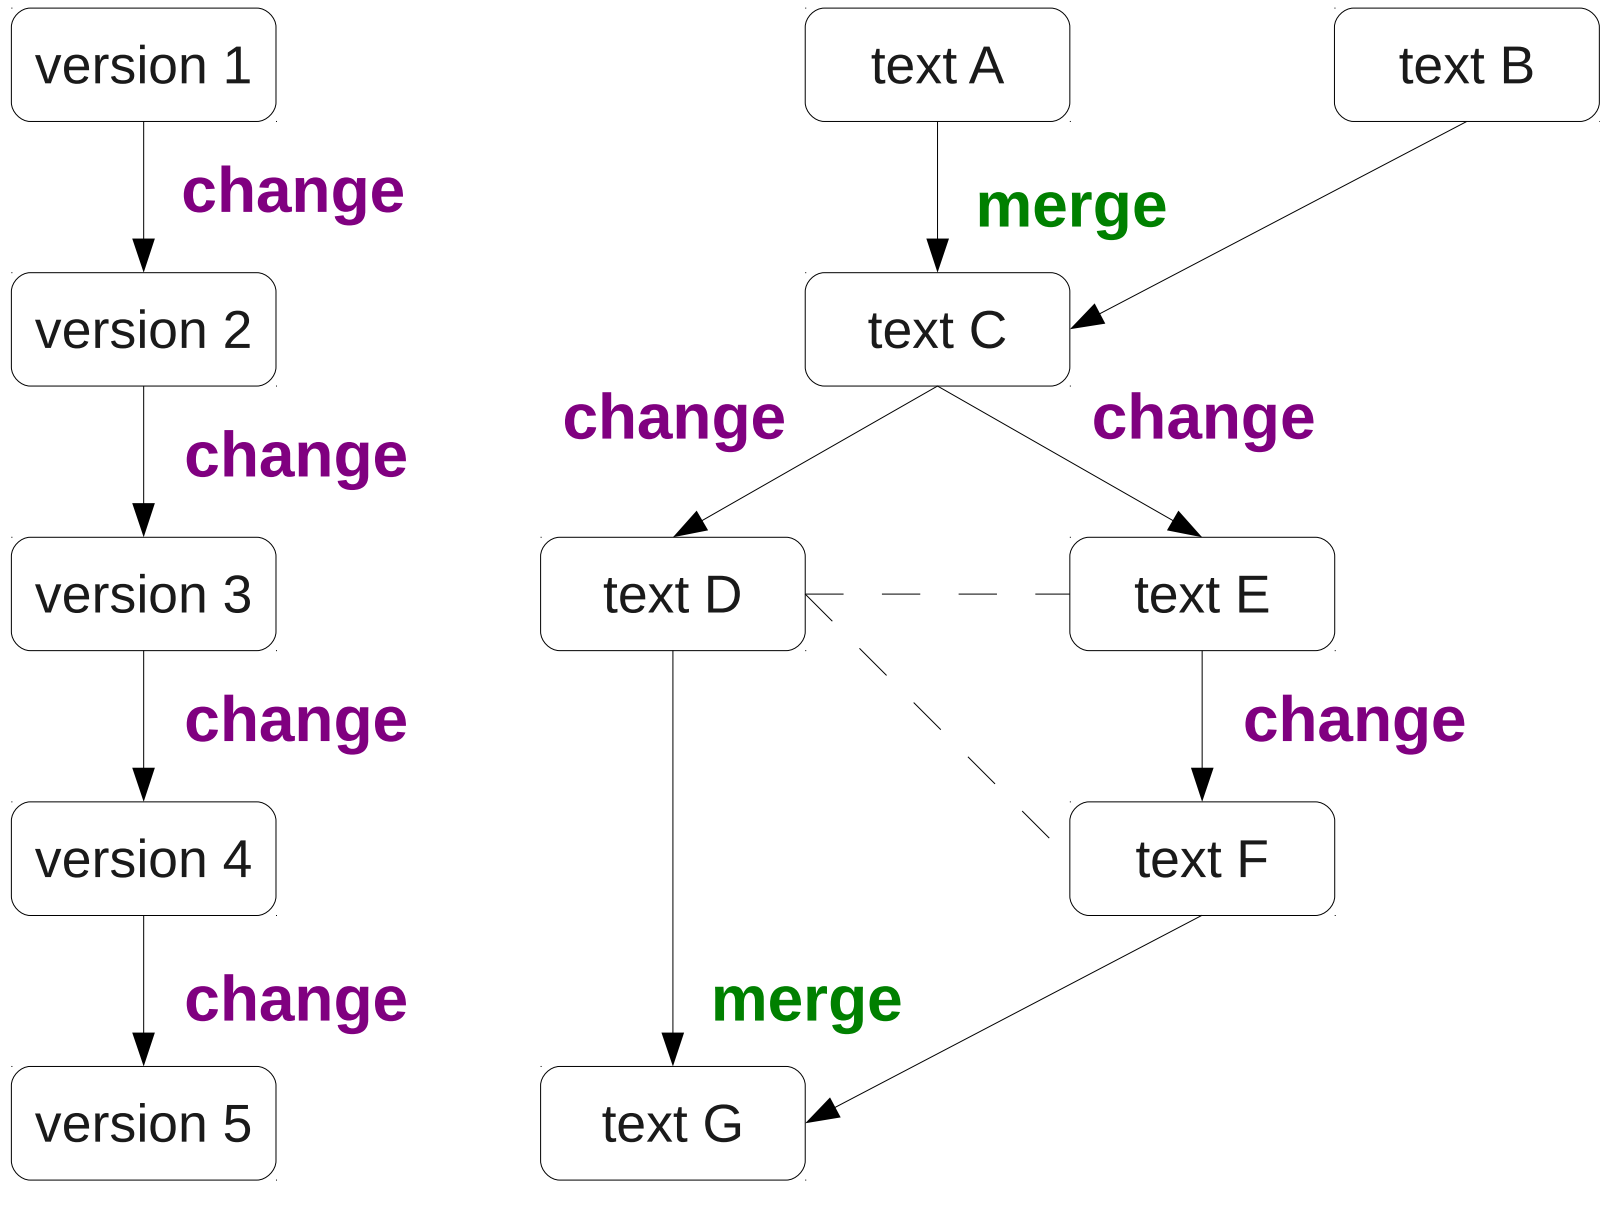 version 1
change
version 2
change
version 3
change
version 4
change
version 5
text A
text B
merge
text C
change
change
text D
text E
change
text F
merge
text G